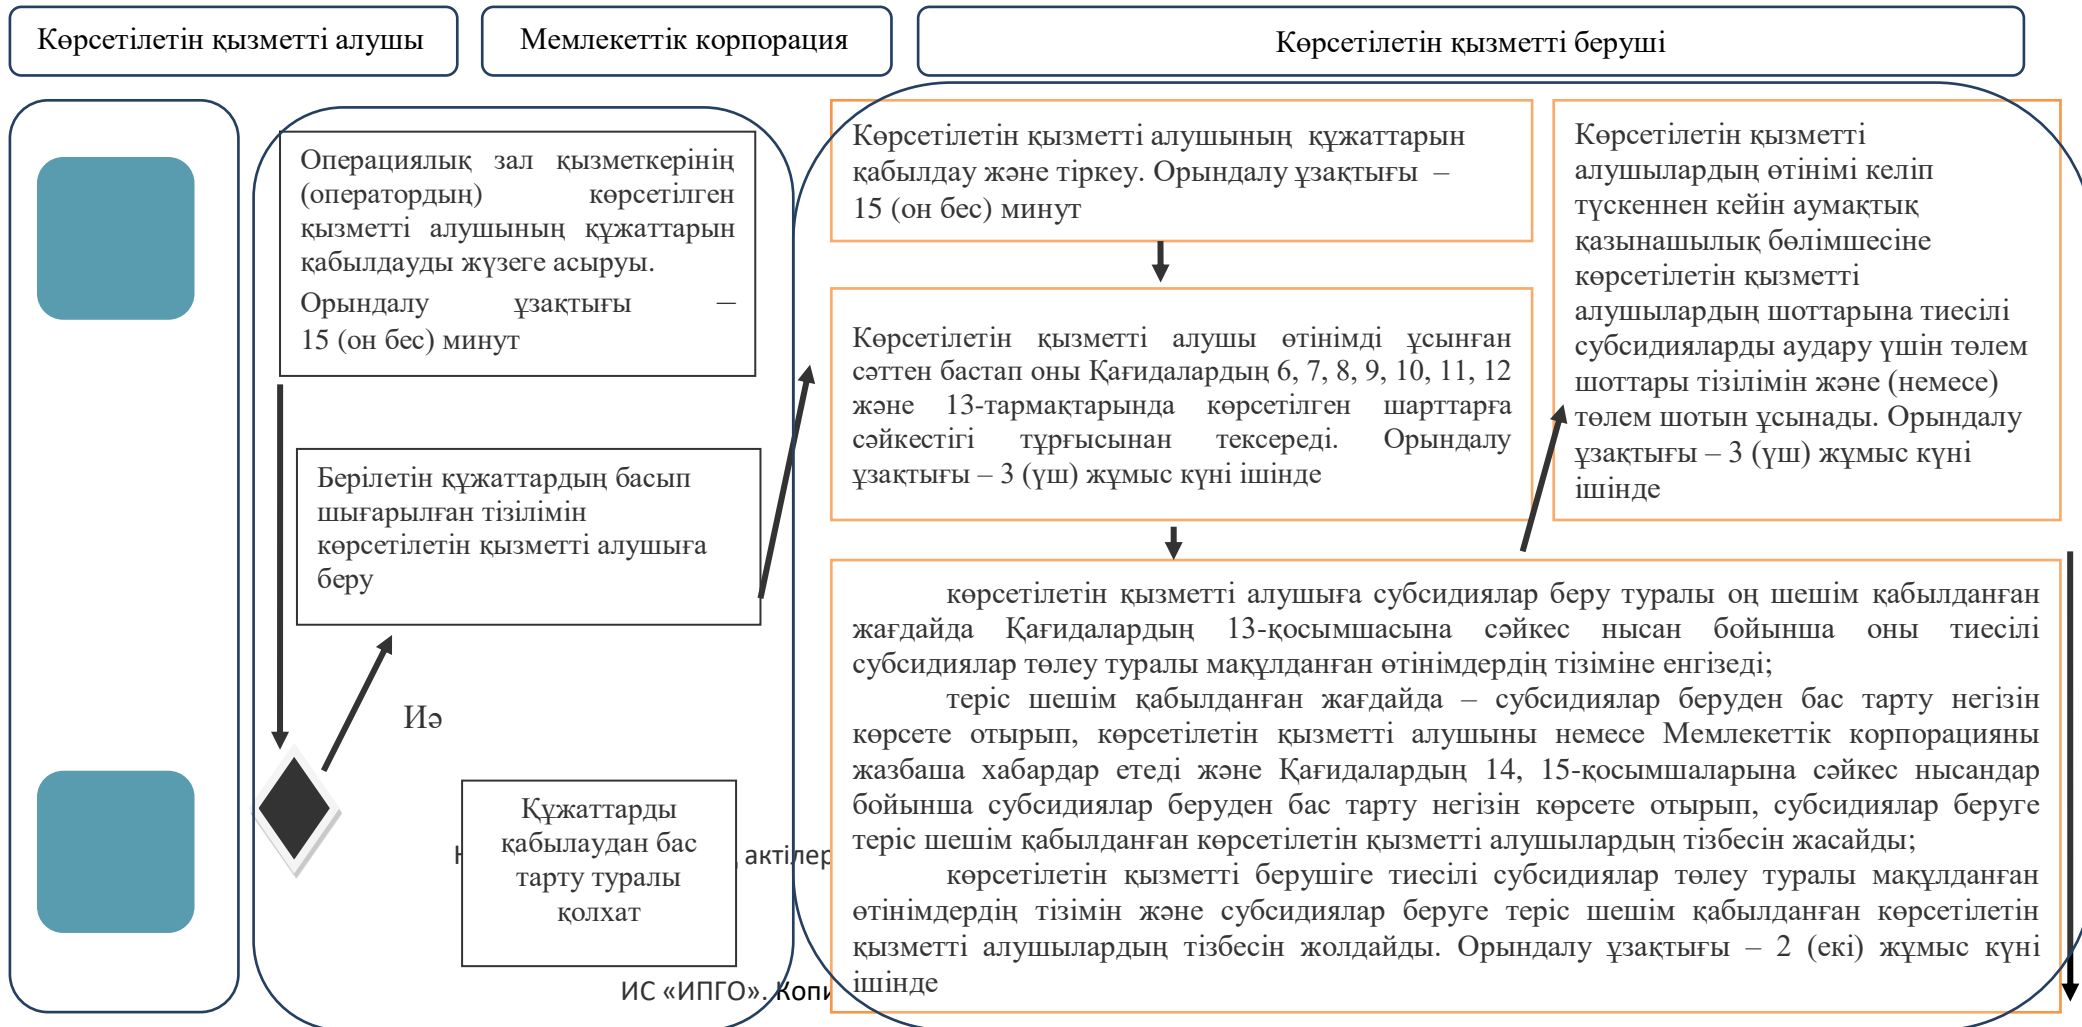 Көрсетілетін қызметті алушы
Мемлекеттік корпорация
Көрсетілетін қызметті беруші
Операциялық зал қызметкерінің
(оператордың) көрсетілген
қызметті алушының құжаттарын
қабылдауды жүзеге асыруы.
Орындалу ұзақтығы –
15 (он бес) минут
Берілетін құжаттардың басып
шығарылған тізілімін
көрсетілетін қызметті алушыға
беру
Иә
Құжаттарды
қабылаудан бас
тарту туралы
қолхат
актілер
ИС «ИПГО». Копи
Көрсетілетін қызметті алушының құжаттарын
қабылдау және тіркеу. Орындалу ұзақтығы –
15 (он бес) минут
Көрсетілетін қызметті алушы өтінімді ұсынған
сәттен бастап оны Қағидалардың 6, 7, 8, 9, 10, 11, 12
және 13-тармақтарында көрсетілген шарттарға
сәйкестігі тұрғысынан тексереді. Орындалу
ұзақтығы – 3 (үш) жұмыс күні ішінде
Көрсетілетін қызметті
алушылардың өтінімі келіп
түскеннен кейін аумақтық
қазынашылық бөлімшесіне
көрсетілетін қызметті
алушылардың шоттарына тиесілі
субсидияларды аудару үшін төлем
шоттары тізілімін және (немесе)
төлем шотын ұсынады. Орындалу
ұзақтығы – 3 (үш) жұмыс күні
ішінде
көрсетілетін қызметті алушыға субсидиялар беру туралы оң шешім қабылданған
жағдайда Қағидалардың 13-қосымшасына сәйкес нысан бойынша оны тиесілі
субсидиялар төлеу туралы мақұлданған өтінімдердің тізіміне енгізеді;
теріс шешім қабылданған жағдайда – субсидиялар беруден бас тарту негізін
көрсете отырып, көрсетілетін қызметті алушыны немесе Мемлекеттік корпорацияны
жазбаша хабардар етеді және Қағидалардың 14, 15-қосымшаларына сәйкес нысандар
бойынша субсидиялар беруден бас тарту негізін көрсете отырып, субсидиялар беруге
теріс шешім қабылданған көрсетілетін қызметті алушылардың тізбесін жасайды;
көрсетілетін қызметті берушіге тиесілі субсидиялар төлеу туралы мақұлданған
өтінімдердің тізімін және субсидиялар беруге теріс шешім қабылданған көрсетілетін
қызметті алушылардың тізбесін жолдайды. Орындалу ұзақтығы – 2 (екі) жұмыс күні
ішінде